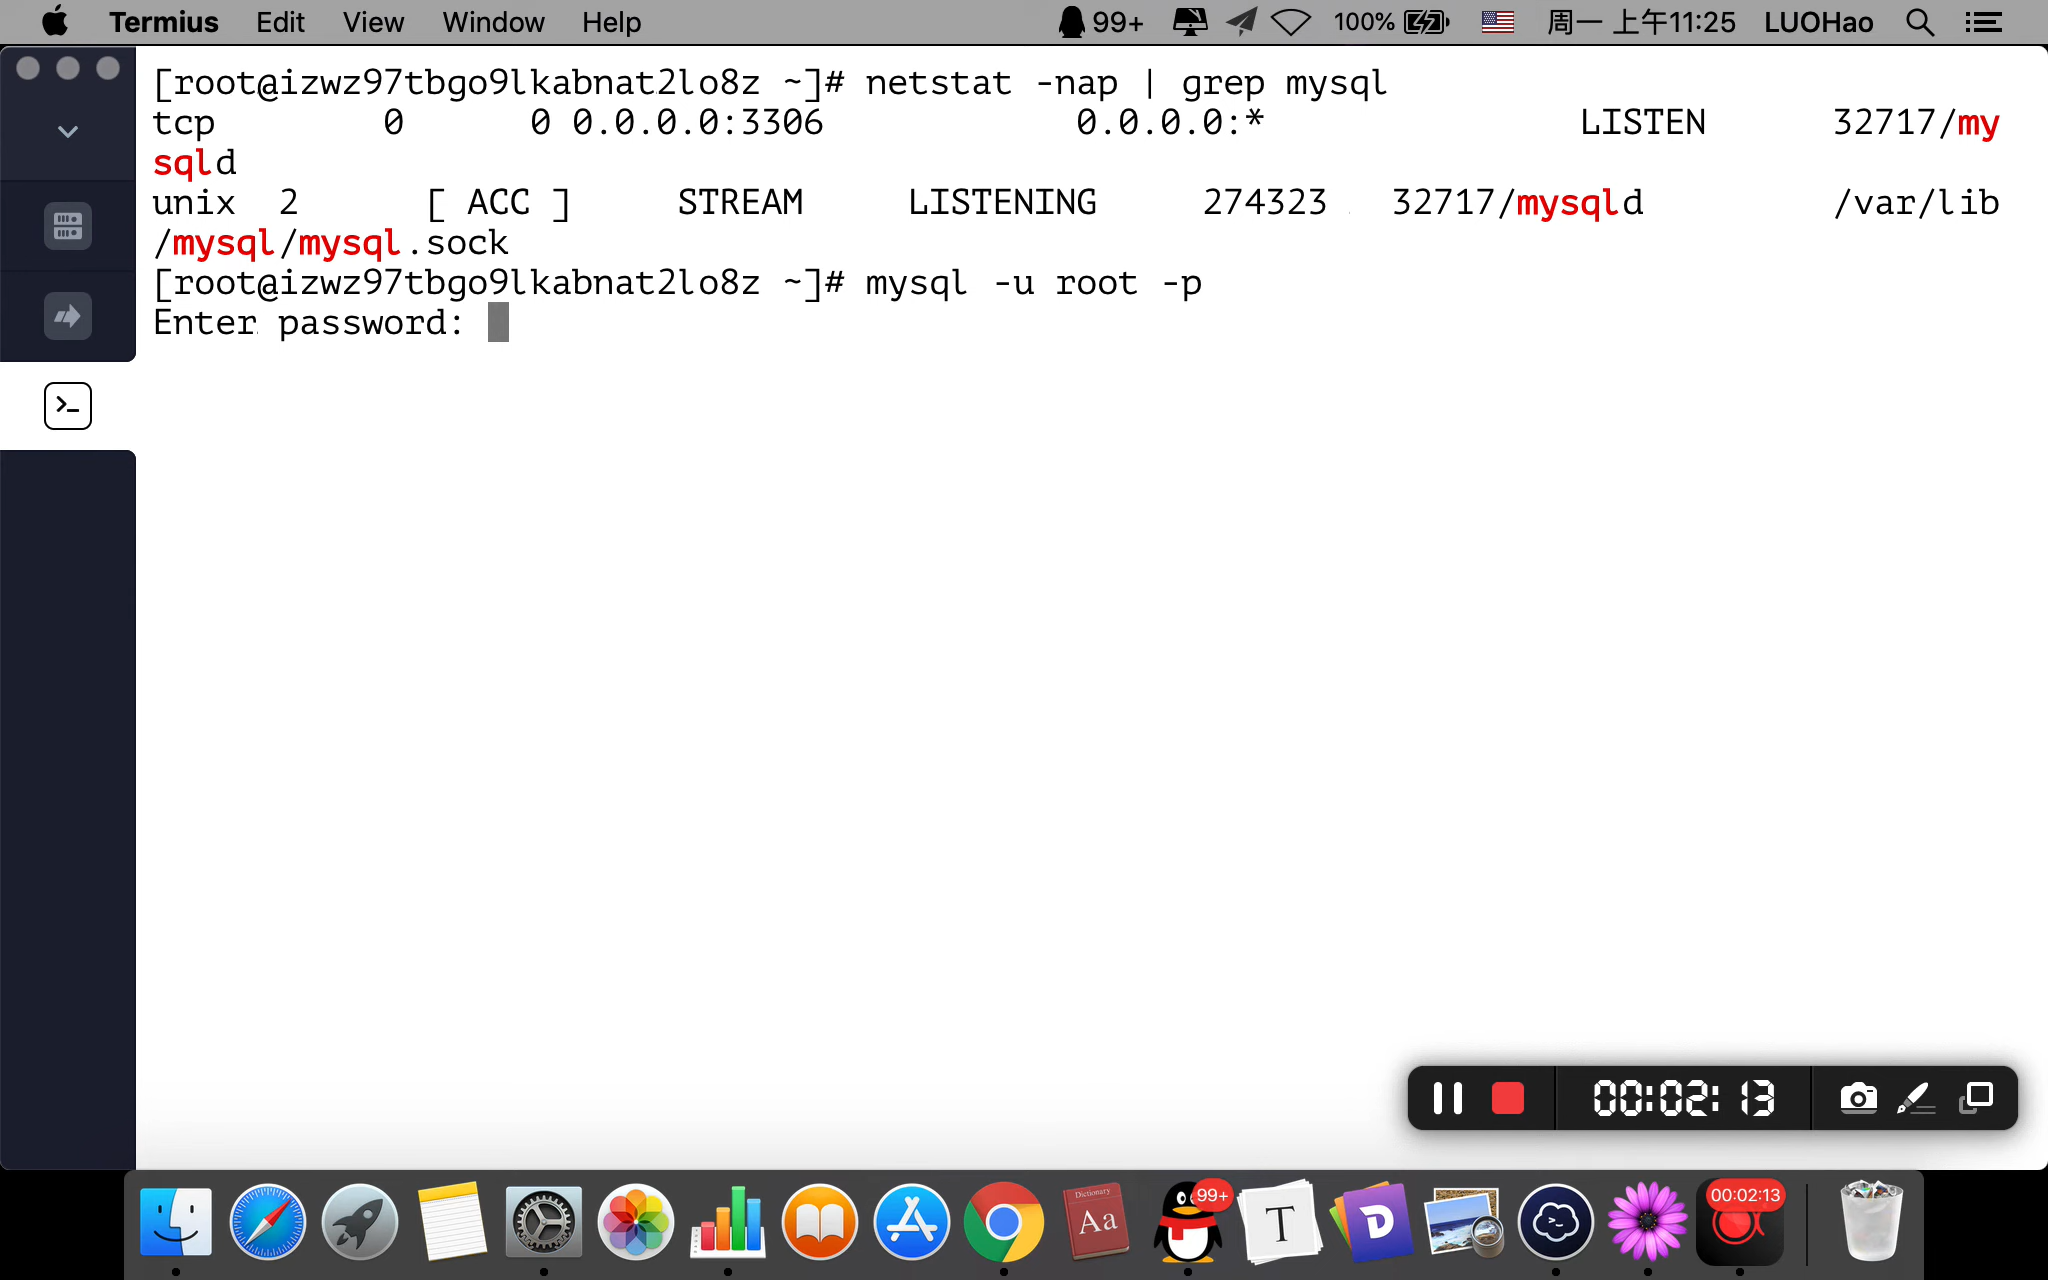 Termius Edit View Window Help 99+ 100% 周一 上午11:25 LUOHao
[root@izwz97tbgo9lkabnat2lo8z ~]# netstat -nap | grep mysql
tcp 0 0 0.0.0.0:3306 0.0.0.0:* LISTEN 32717/my
sqld
unix 2 [ ACC ] STREAM LISTENING 274323 32717/mysqld /var/lib
/mysql/mysql.sock
[root@izwz97tbgo9lkabnat2lo8z ~]# mysql -u root -p
Enter password:
00:02:13
Dictionary
Aa
99+
T
D
00:02:13